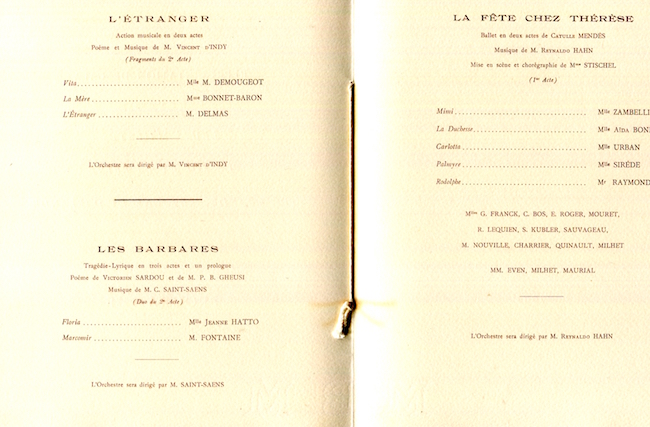 L'ÉTRANGER
Action musicale en deux actes
Poème et Musique de M. VINCENT D'INDY
(Fragments du 2e Acte)
Vita............................ Mlle M. DEMOUGEOT
La Mère........................ Mme BONNET-BARON
L'Étranger ..................... M. DELMAS
L'Orchestre sera dirigé par M. VINCENT D'INDY
LES BARBARES
Tragédie-Lyrique en trois actes et un prologue
Poème de VICTORIEN SARDOU et de M. P. B. GHEUSI
Musique de M. C. SAINT-SAENS
(Duo du 2e Acte)
Floria ........................... Mlle JEANNE HATTO
Marcomir ........................ M. FONTAINE
L'Orchestre sera dirigé par M. SAINT-SAENS
LA FÊTE CHEZ THÉRÈSE
Ballet en deux actes de CATULLE MENDÈS
Musique de M. REYNALDO HAHN
Mise en scène et chorégraphie de Mme STICHEL
(1er Acte)
Mimi .................................. Mlle ZAMBELLI
La Duchesse............................ Mlle AÏDA BONI
Carlotta ............................... Mlle URBAN
Palmyre ............................... Mlle SIRÈDE
Rodolphe............................... Mr RAYMOND
Mlles G. FRANCK, C. BOS, E. ROGER, MOURET,
B. LEQUIEN, S. KUBLER, SAUVAGEAU,
M. NOUVILLE, CHARRIER, QUINAULT, MILHET
MM. EVEN, MILHET, MAURIAL
L'Orchestre sera dirigé par M. REYNALDO HAHN